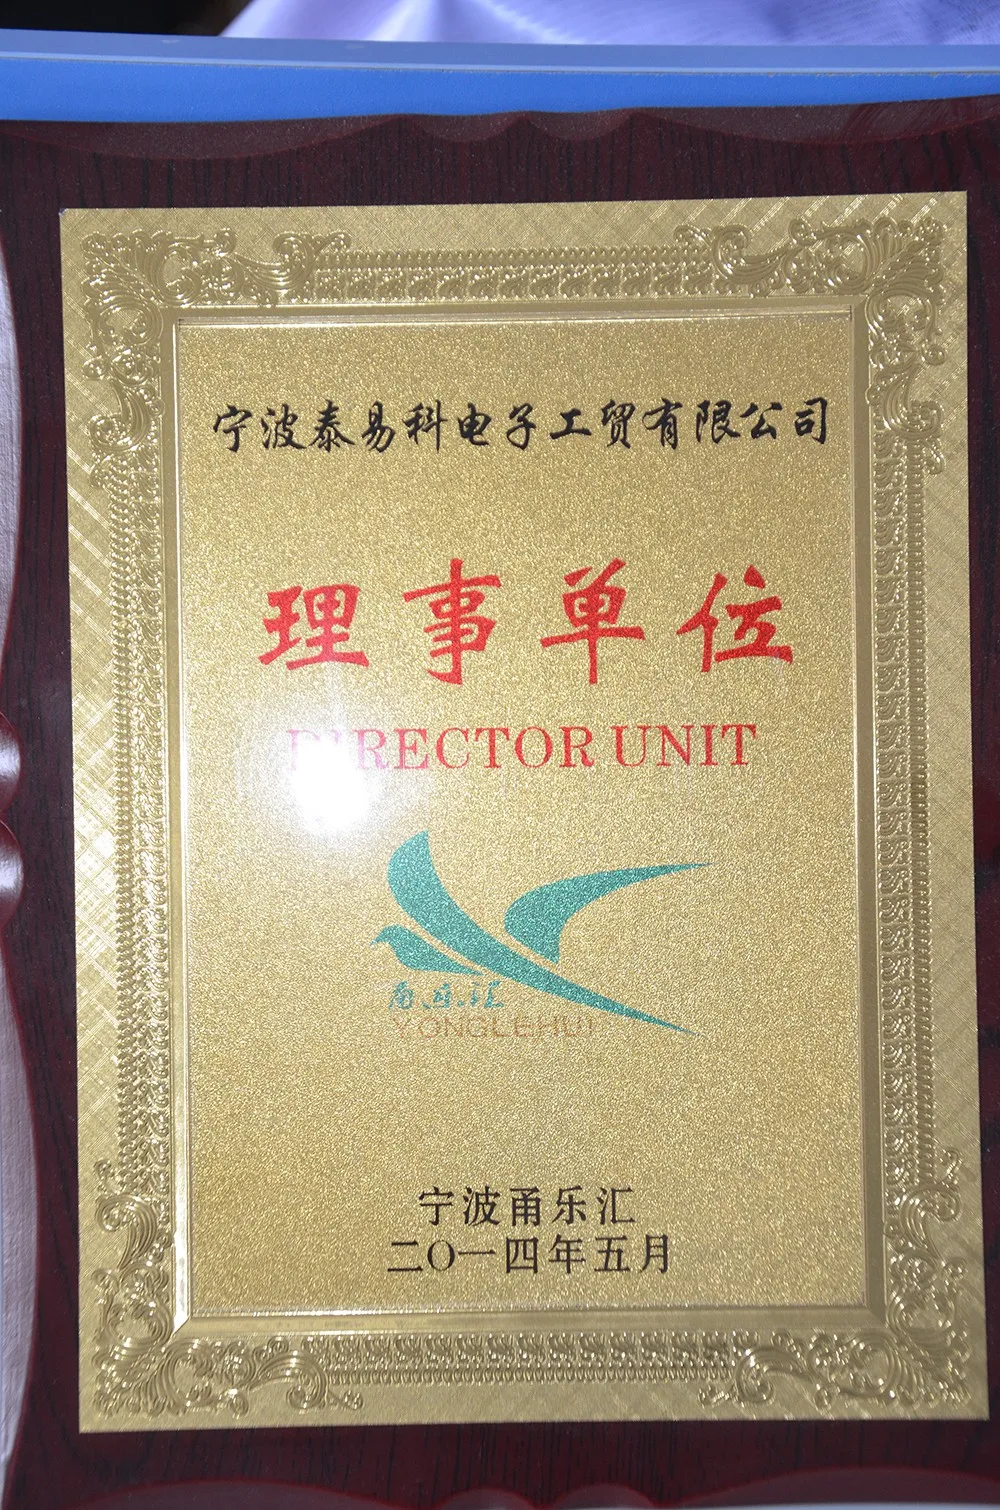 宁波泰易科电子工贸有限公司
理事单位
DIRECTOR UNIT
甬乐汇
YONGLEHUI
宁波甬乐汇
二〇一四年五月